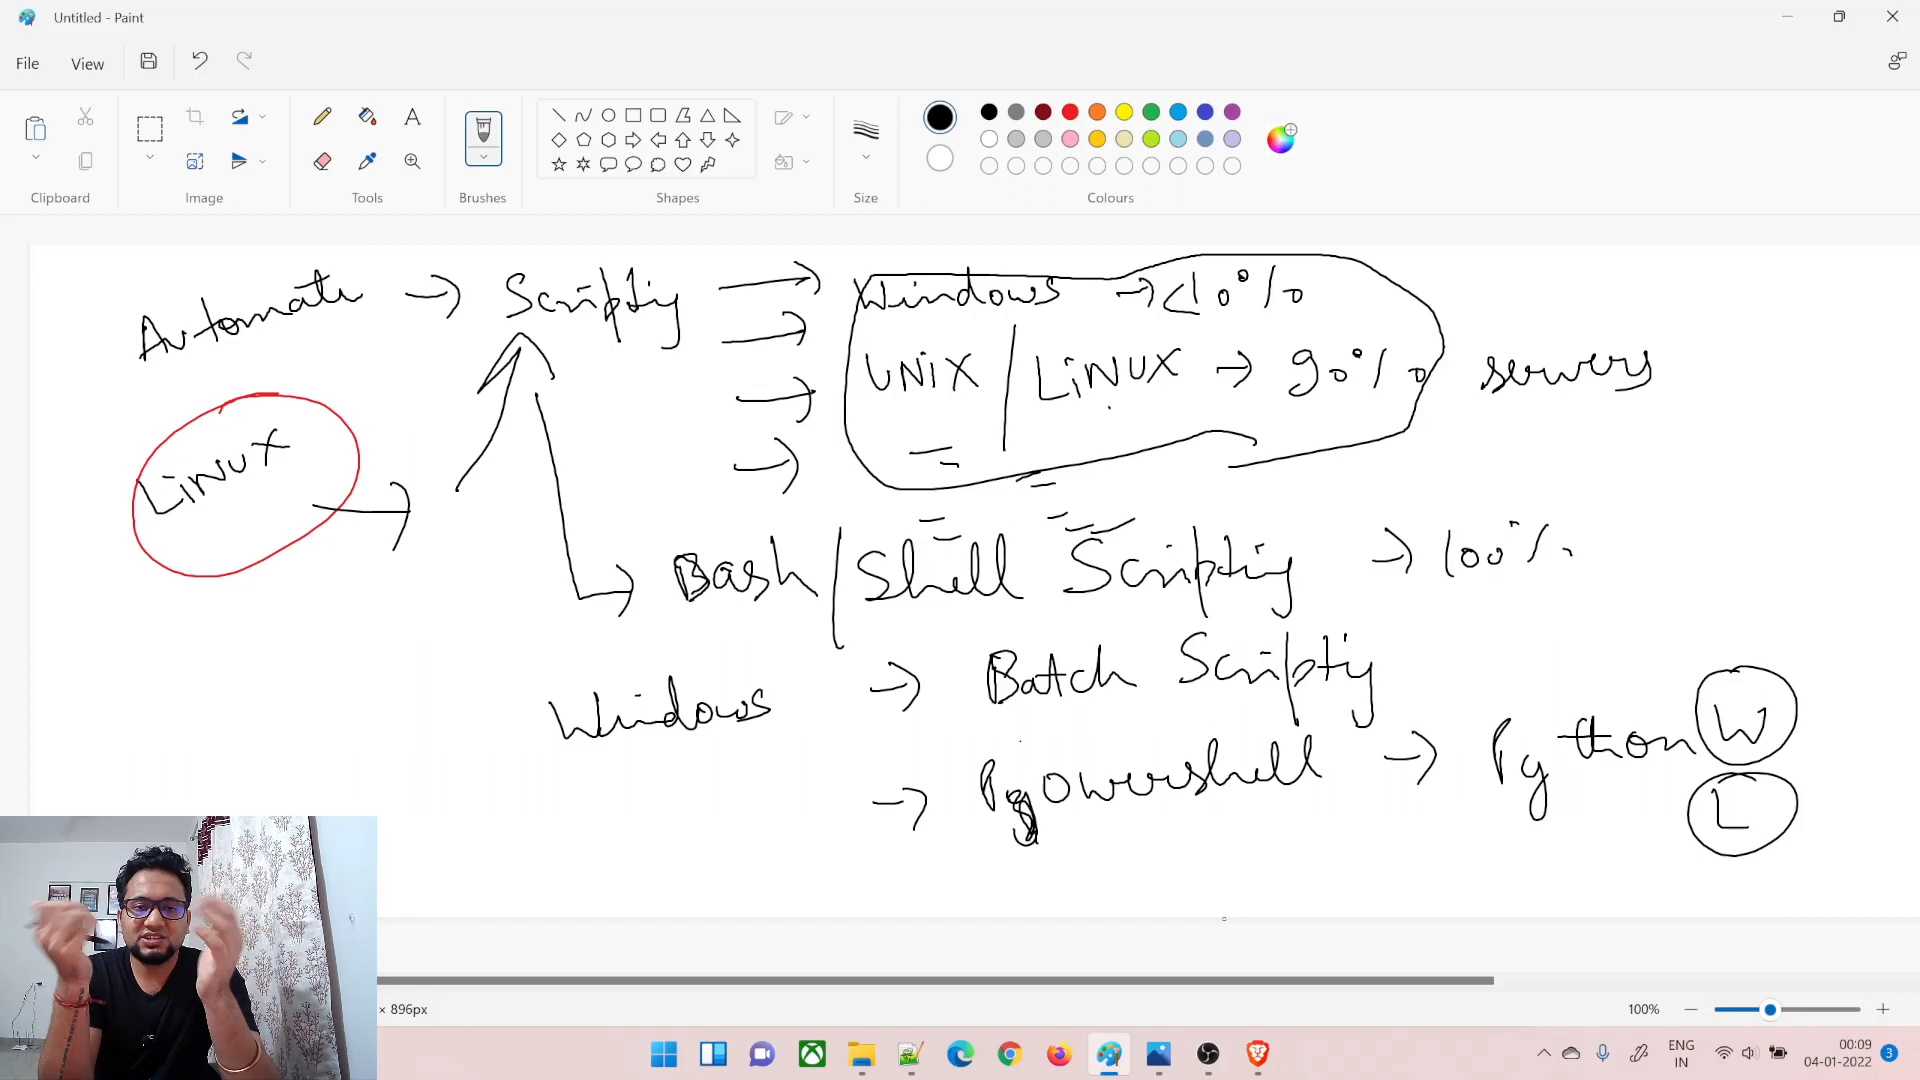 Untitled - Paint
File View
Clipboard Image Tools Brushes Shapes Size Colours
Automate → Scripting → Windows → <10%
UNIX | LINUX → 90% servers
LINUX →
Bash / Shell Scripting → 100%
Windows → Batch Scripting
→ Powershell → Python W
L
× 896px 100%
ENG
IN
00:09
04-01-2022
3